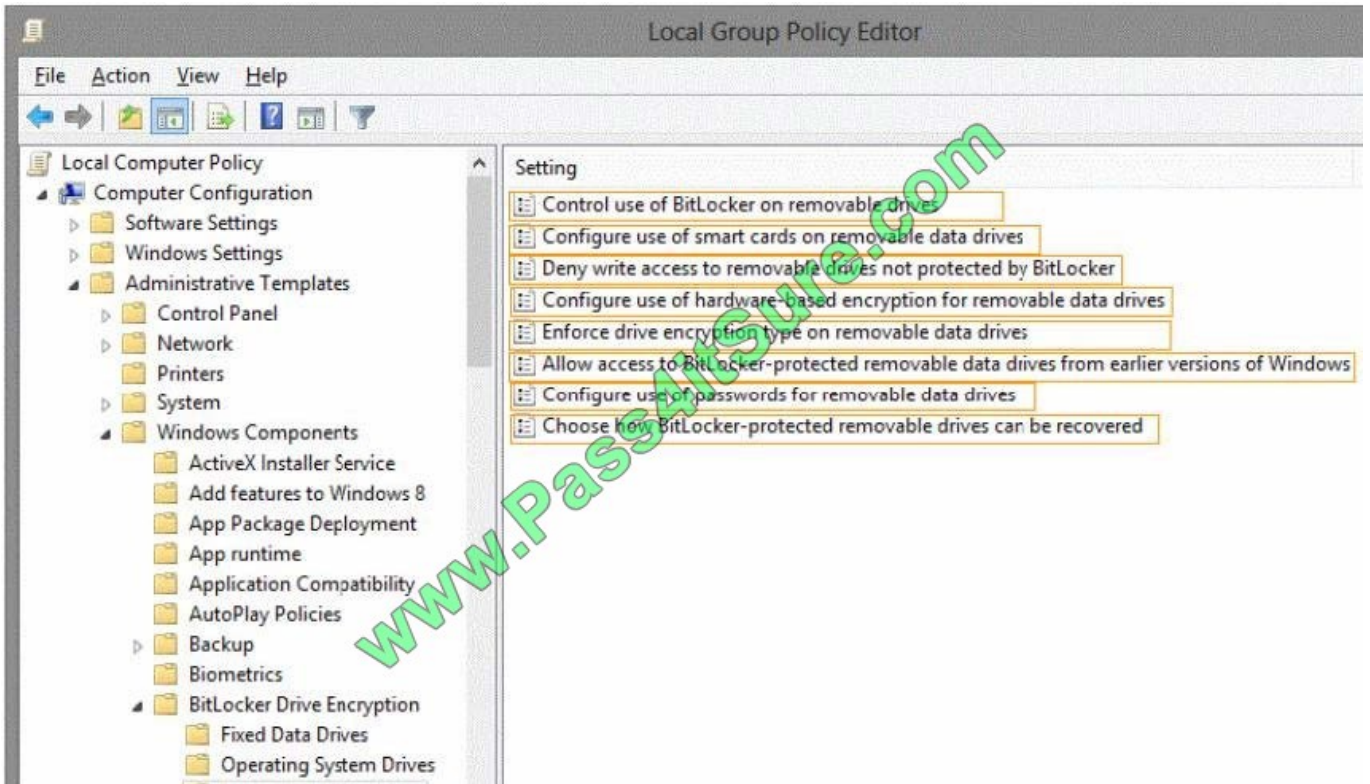 Local Group Policy Editor
File Action View Help
Local Computer Policy
Computer Configuration
Software Settings
Windows Settings
Administrative Templates
Control Panel
Network
Printers
System
Windows Components
ActiveX Installer Service
Add features to Windows 8
App Package Deployment
App runtime
Application Compatibility
AutoPlay Policies
Backup
Biometrics
BitLocker Drive Encryption
Fixed Data Drives
Operating System Drives
Setting
Control use of BitLocker on removable drives
Configure use of smart cards on removable data drives
Deny write access to removable drives not protected by BitLocker
Configure use of hardware-based encryption for removable data drives
Enforce drive encryption type on removable data drives
Allow access to BitLocker-protected removable data drives from earlier versions of Windows
Configure use of passwords for removable data drives
Choose how BitLocker-protected removable drives can be recovered
www.Pass4itSure.com